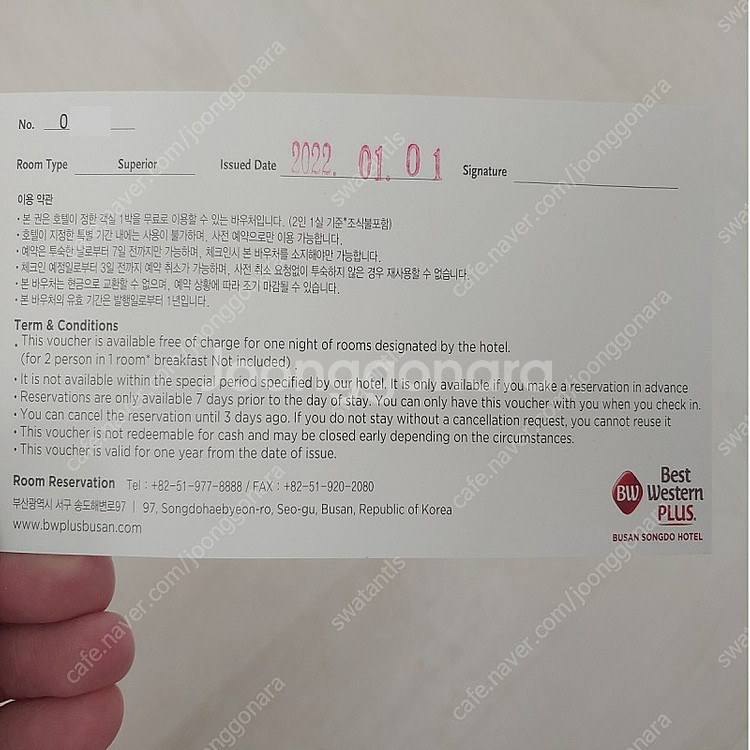 No. 0
Room Type Superior Issued Date 2022. 01. 01 Signature
이용 약관
• 본 권은 호텔이 정한 객실 1박을 무료로 이용할 수 있는 바우처입니다. (2인 1실 기준*조식불포함)
• 호텔이 지정한 특별 기간 내에는 사용이 불가하며, 사전 예약으로만 이용 가능합니다.
• 예약은 투숙한 날로부터 7일 전까지만 가능하며, 체크인시 본 바우처를 소지해야만 가능합니다.
• 체크인 예정일로부터 3일 전까지 예약 취소가 가능하며, 사전 취소 요청없이 투숙하지 않은 경우 재사용할 수 없습니다.
• 본 바우처는 현금으로 교환할 수 없으며, 예약 상황에 따라 조기 마감될 수 있습니다.
• 본 바우처의 유효 기간은 발행일로부터 1년입니다.
Term & Conditions
• This voucher is available free of charge for one night of rooms designated by the hotel.
(for 2 person in 1 room* breakfast Not included)
• It is not available within the special period specified by our hotel. It is only available if you make a reservation in advance
• Reservations are only available 7 days prior to the day of stay. You can only have this voucher with you when you check in.
• You can cancel the reservation until 3 days ago. If you do not stay without a cancellation request, you cannot reuse it
• This voucher is not redeemable for cash and may be closed early depending on the circumstances.
• This voucher is valid for one year from the date of issue.
Room Reservation Tel : +82-51-977-8888 / FAX : +82-51-920-2080
부산광역시 서구 송도해변로97 | 97, Songdohaebyeon-ro, Seo-gu, Busan, Republic of Korea
www.bwplusbusan.com
BW Best
Western
PLUS.
BUSAN SONGDO HOTEL
joonggonara
cafe.naver.com/joonggonara
swatantls